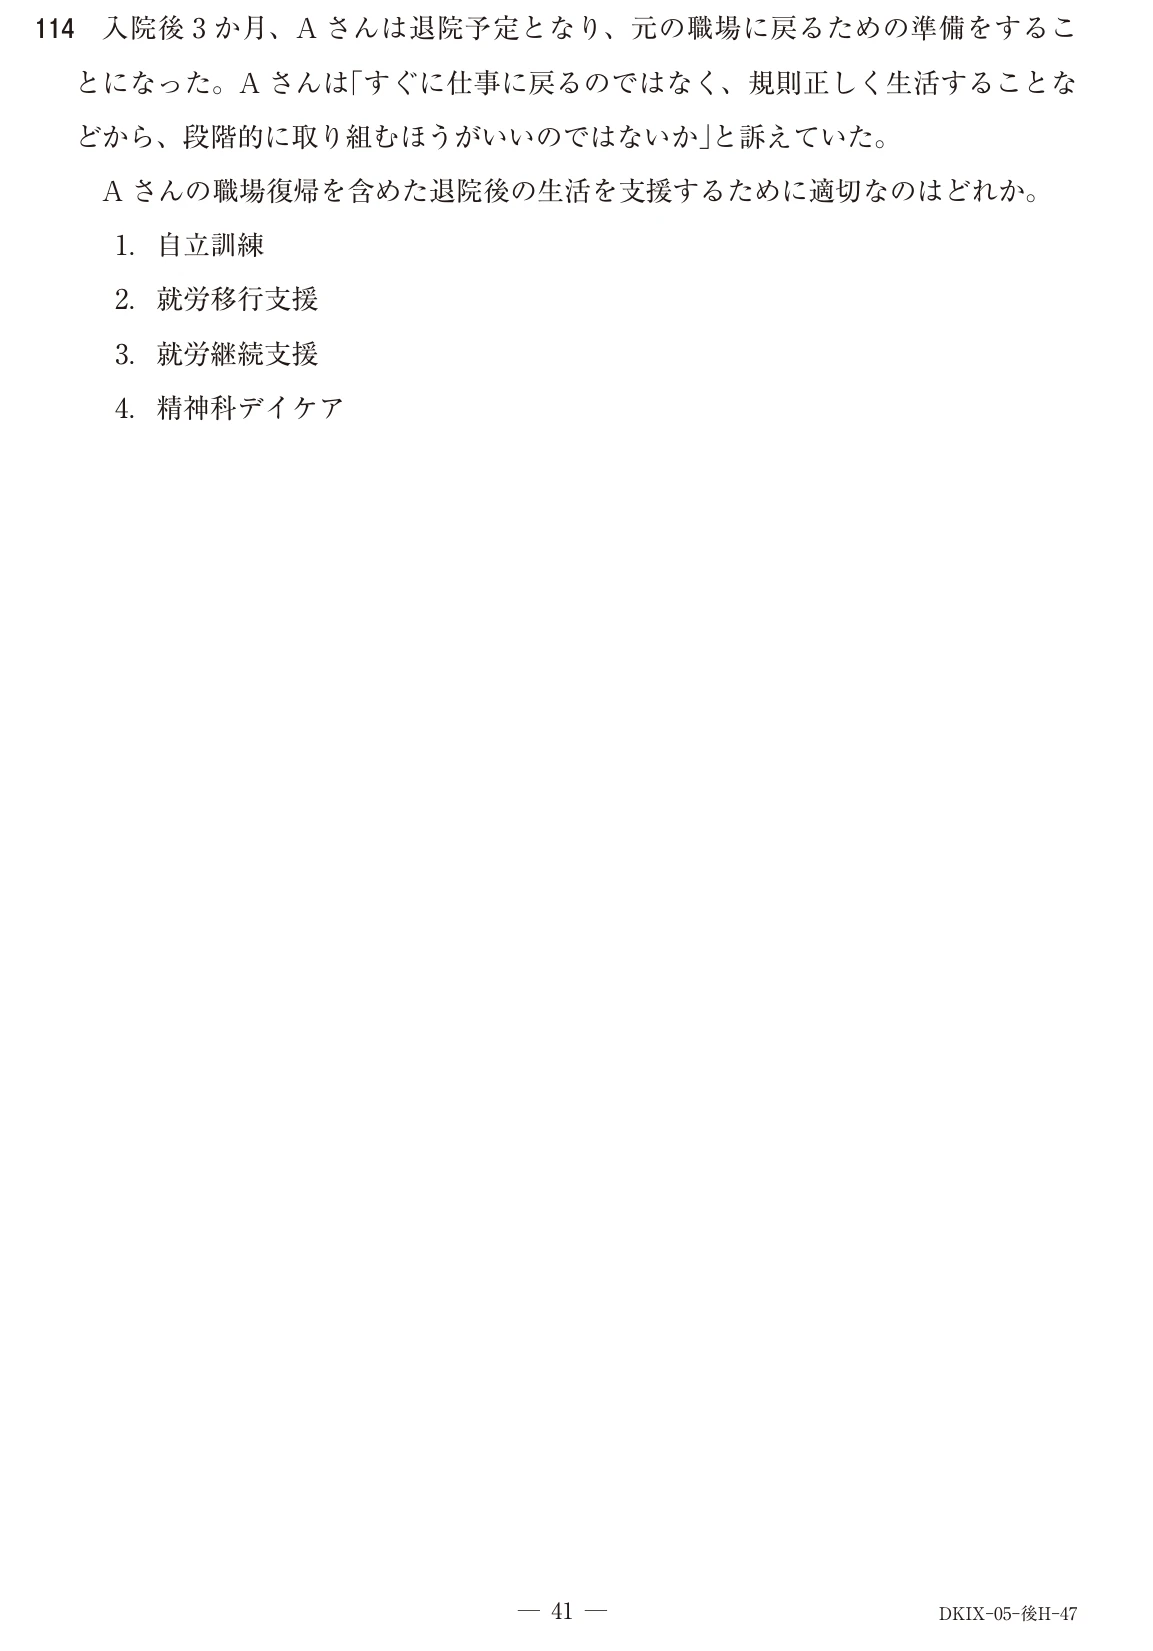 114 入院後3か月、Aさんは退院予定となり、元の職場に戻るための準備をするこ
とになった。Aさんは「すぐに仕事に戻るのではなく、規則正しく生活することな
どから、段階的に取り組むほうがいいのではないか」と訴えていた。
Aさんの職場復帰を含めた退院後の生活を支援するために適切なのはどれか。
1. 自立訓練
2. 就労移行支援
3. 就労継続支援
4. 精神科デイケア
— 41 —
DKIX-05-後H-47